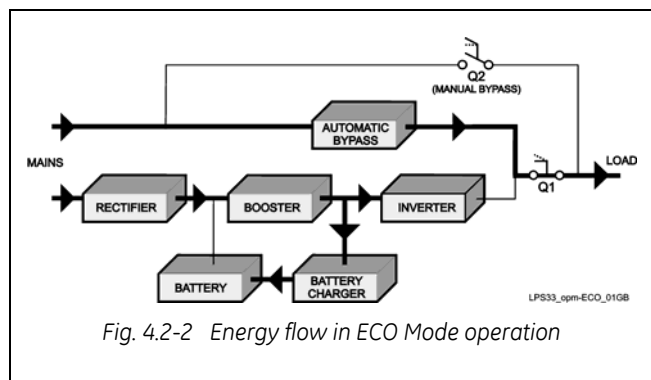 Q2
(MANUAL BYPASS)
AUTOMATIC
BYPASS
MAINS
LOAD
Q1
RECTIFIER
BOOSTER
INVERTER
BATTERY
BATTERY
CHARGER
LPS33_opm-ECO_01GB
Fig. 4.2-2 Energy flow in ECO Mode operation